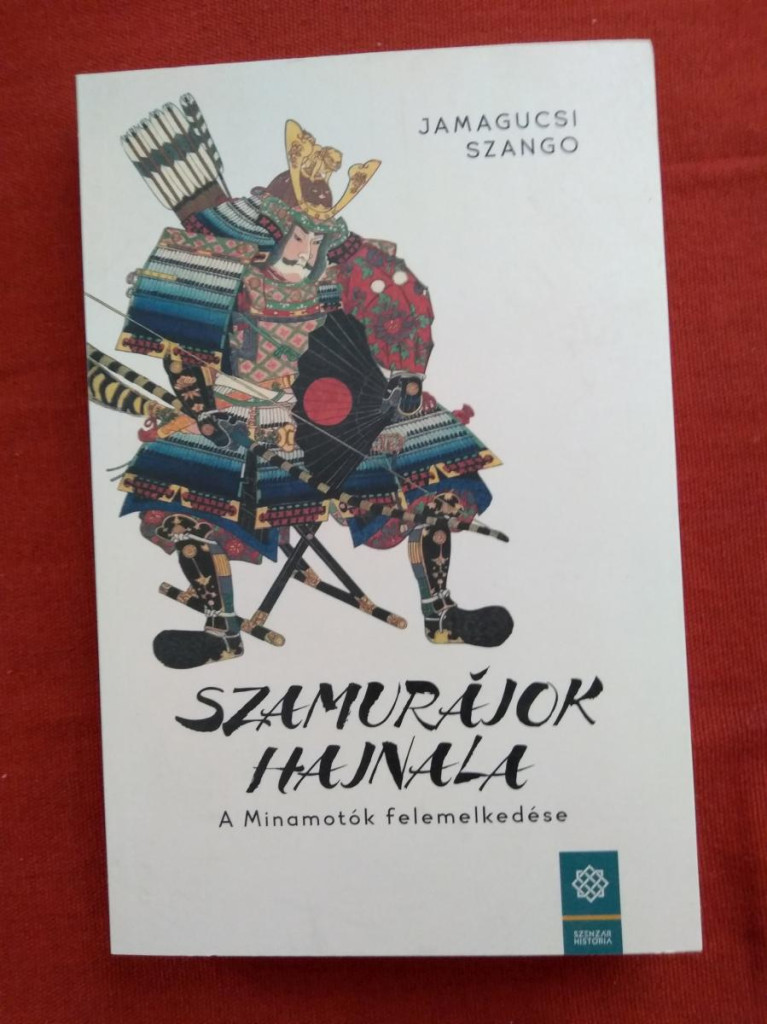 JAMAGUCSI
SZANGO
SZAMURÁJOK
HAJNALA
A Minamotók felemelkedése
SZENZÁR
HISTÓRIA